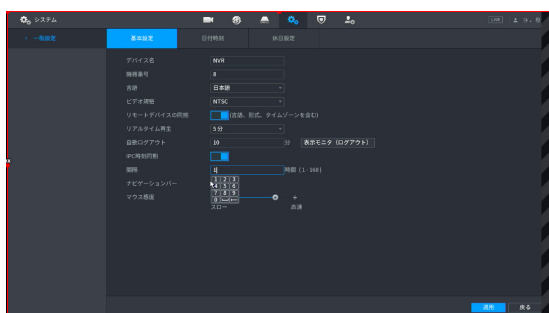 システム
LIVE
一般設定
基本設定 日付時刻 休日設定
デバイス名 NVR
機器番号 8
言語 日本語
ビデオ規格 NTSC
リモートデバイスの同期 (言語、形式、タイムゾーンを含む)
リアルタイム再生 5 分
自動ログアウト 10 分 表示モニタ (ログアウト)
IPC時刻同期
間隔 1 時間 (1 - 168)
ナビゲーションバー
1 2 3
4 5 6
7 8 9
0
マウス感度 +
スロー 高速
適用 戻る